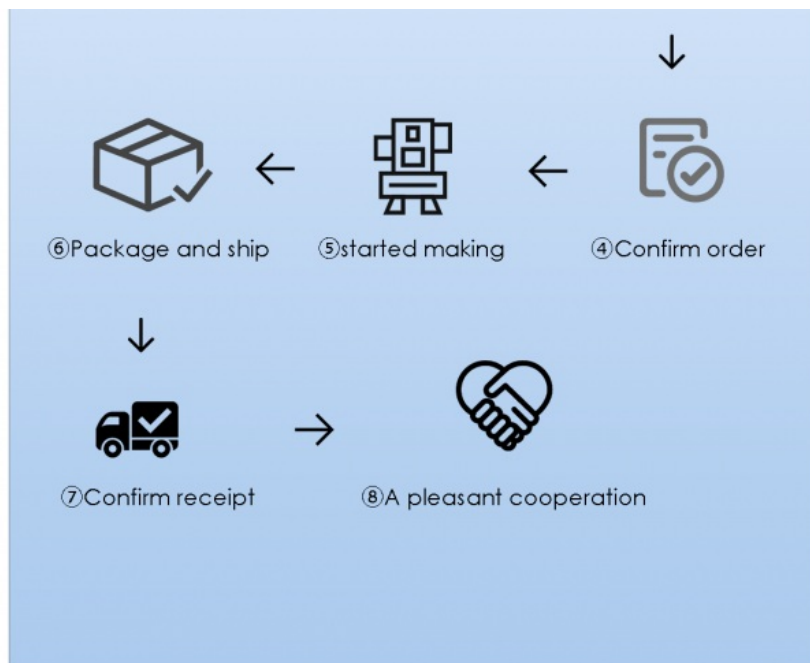 ⑥Package and ship
⑤started making
④Confirm order
⑦Confirm receipt
⑧A pleasant cooperation